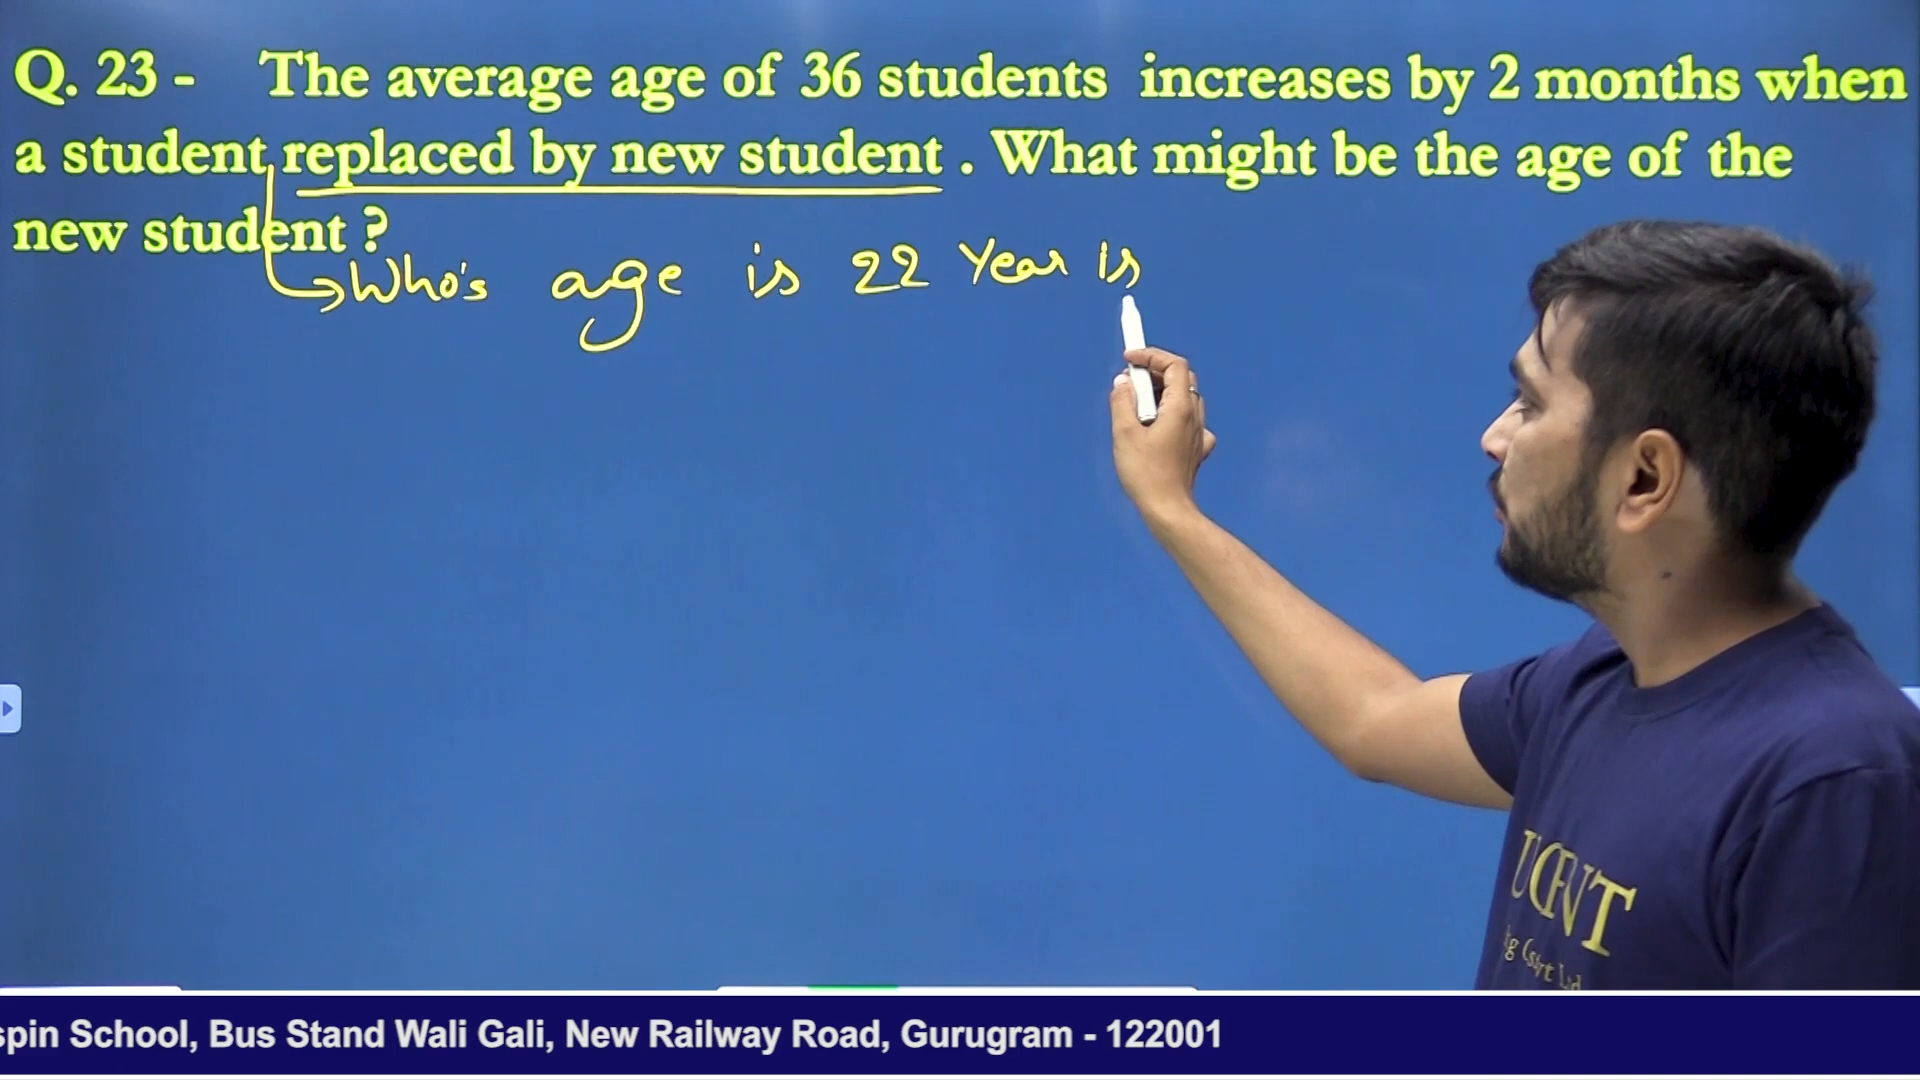 Q. 23 - The average age of 36 students increases by 2 months when
a student replaced by new student . What might be the age of the
new student ?
Who's age is 22 Year Is
UCENT
spin School, Bus Stand Wali Gali, New Railway Road, Gurugram - 122001